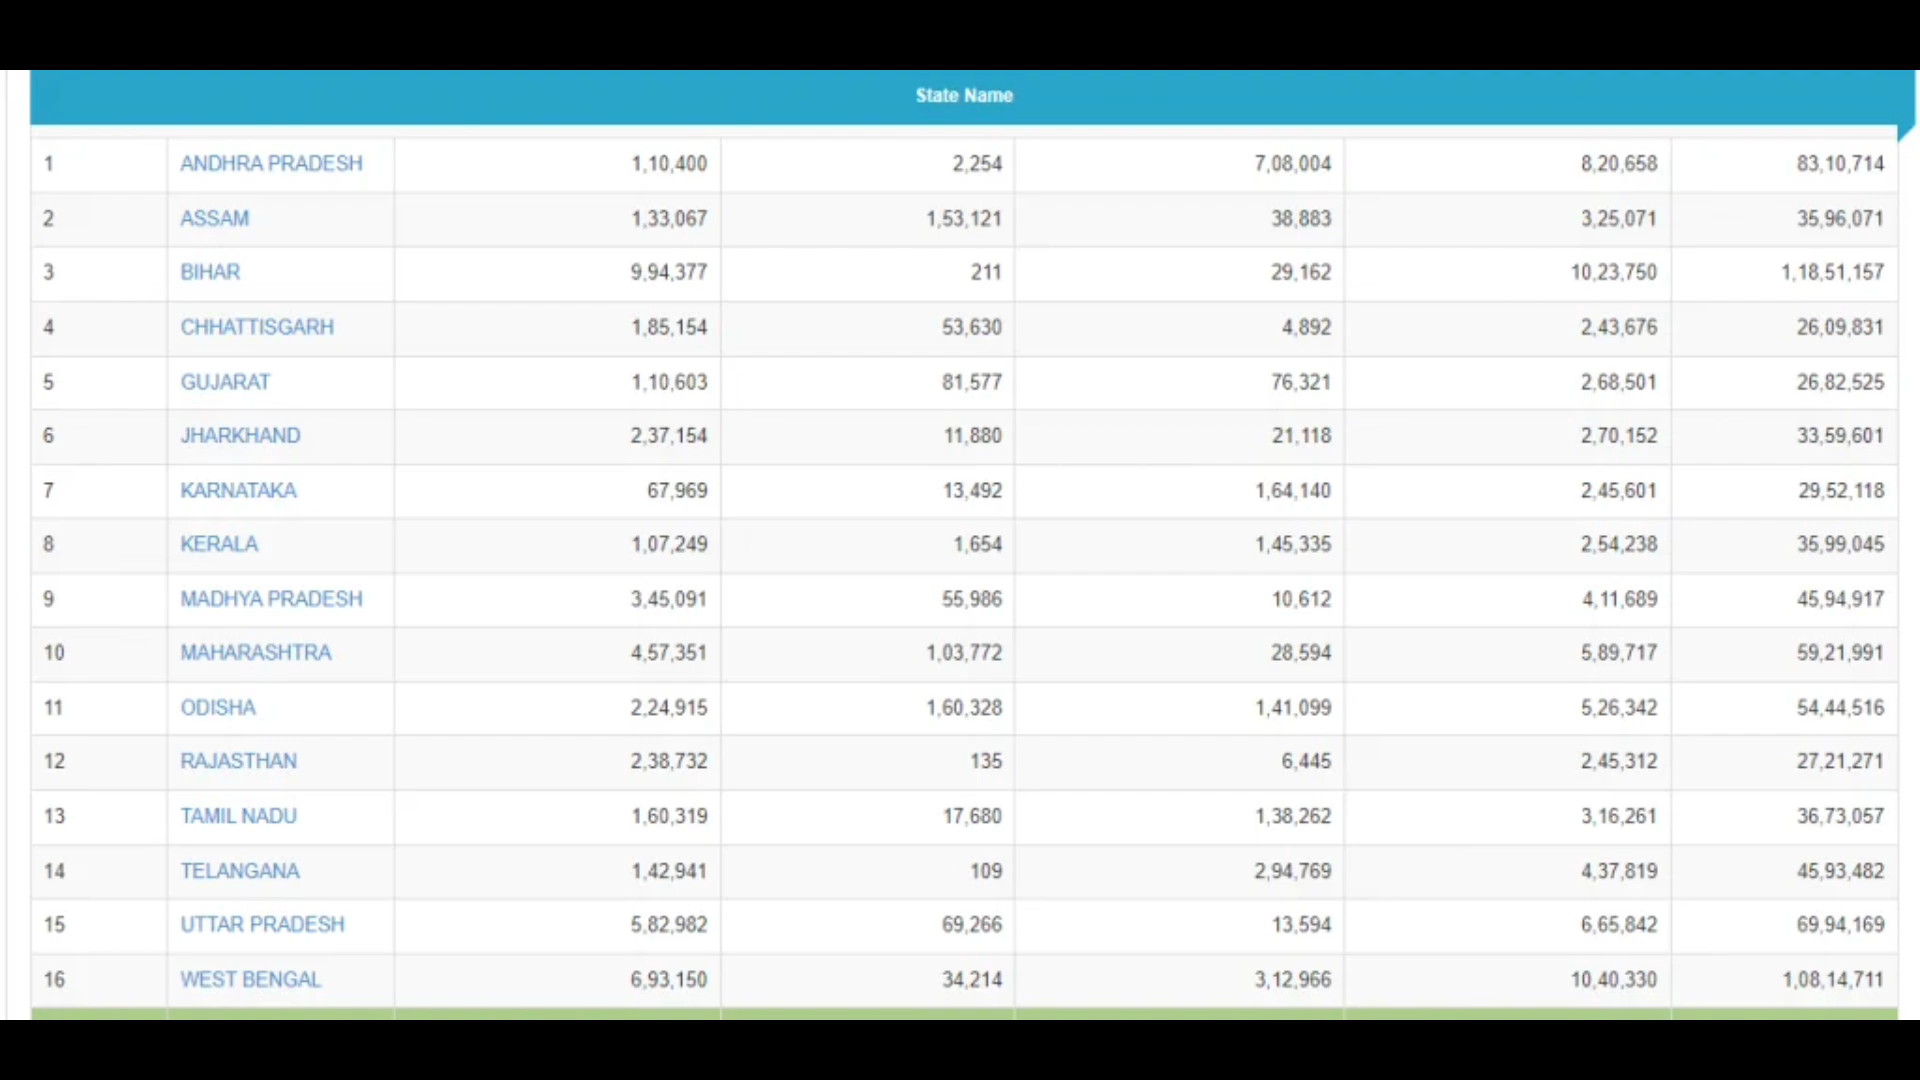 State Name
1 ANDHRA PRADESH 1,10,400 2,254 7,08,004 8,20,658 83,10,714
2 ASSAM 1,33,067 1,53,121 38,883 3,25,071 35,96,071
3 BIHAR 9,94,377 211 29,162 10,23,750 1,18,51,157
4 CHHATTISGARH 1,85,154 53,630 4,892 2,43,676 26,09,831
5 GUJARAT 1,10,603 81,577 76,321 2,68,501 26,82,525
6 JHARKHAND 2,37,154 11,880 21,118 2,70,152 33,59,601
7 KARNATAKA 67,969 13,492 1,64,140 2,45,601 29,52,118
8 KERALA 1,07,249 1,654 1,45,335 2,54,238 35,99,045
9 MADHYA PRADESH 3,45,091 55,986 10,612 4,11,689 45,94,917
10 MAHARASHTRA 4,57,351 1,03,772 28,594 5,89,717 59,21,991
11 ODISHA 2,24,915 1,60,328 1,41,099 5,26,342 54,44,516
12 RAJASTHAN 2,38,732 135 6,445 2,45,312 27,21,271
13 TAMIL NADU 1,60,319 17,680 1,38,262 3,16,261 36,73,057
14 TELANGANA 1,42,941 109 2,94,769 4,37,819 45,93,482
15 UTTAR PRADESH 5,82,982 69,266 13,594 6,65,842 69,94,169
16 WEST BENGAL 6,93,150 34,214 3,12,966 10,40,330 1,08,14,711